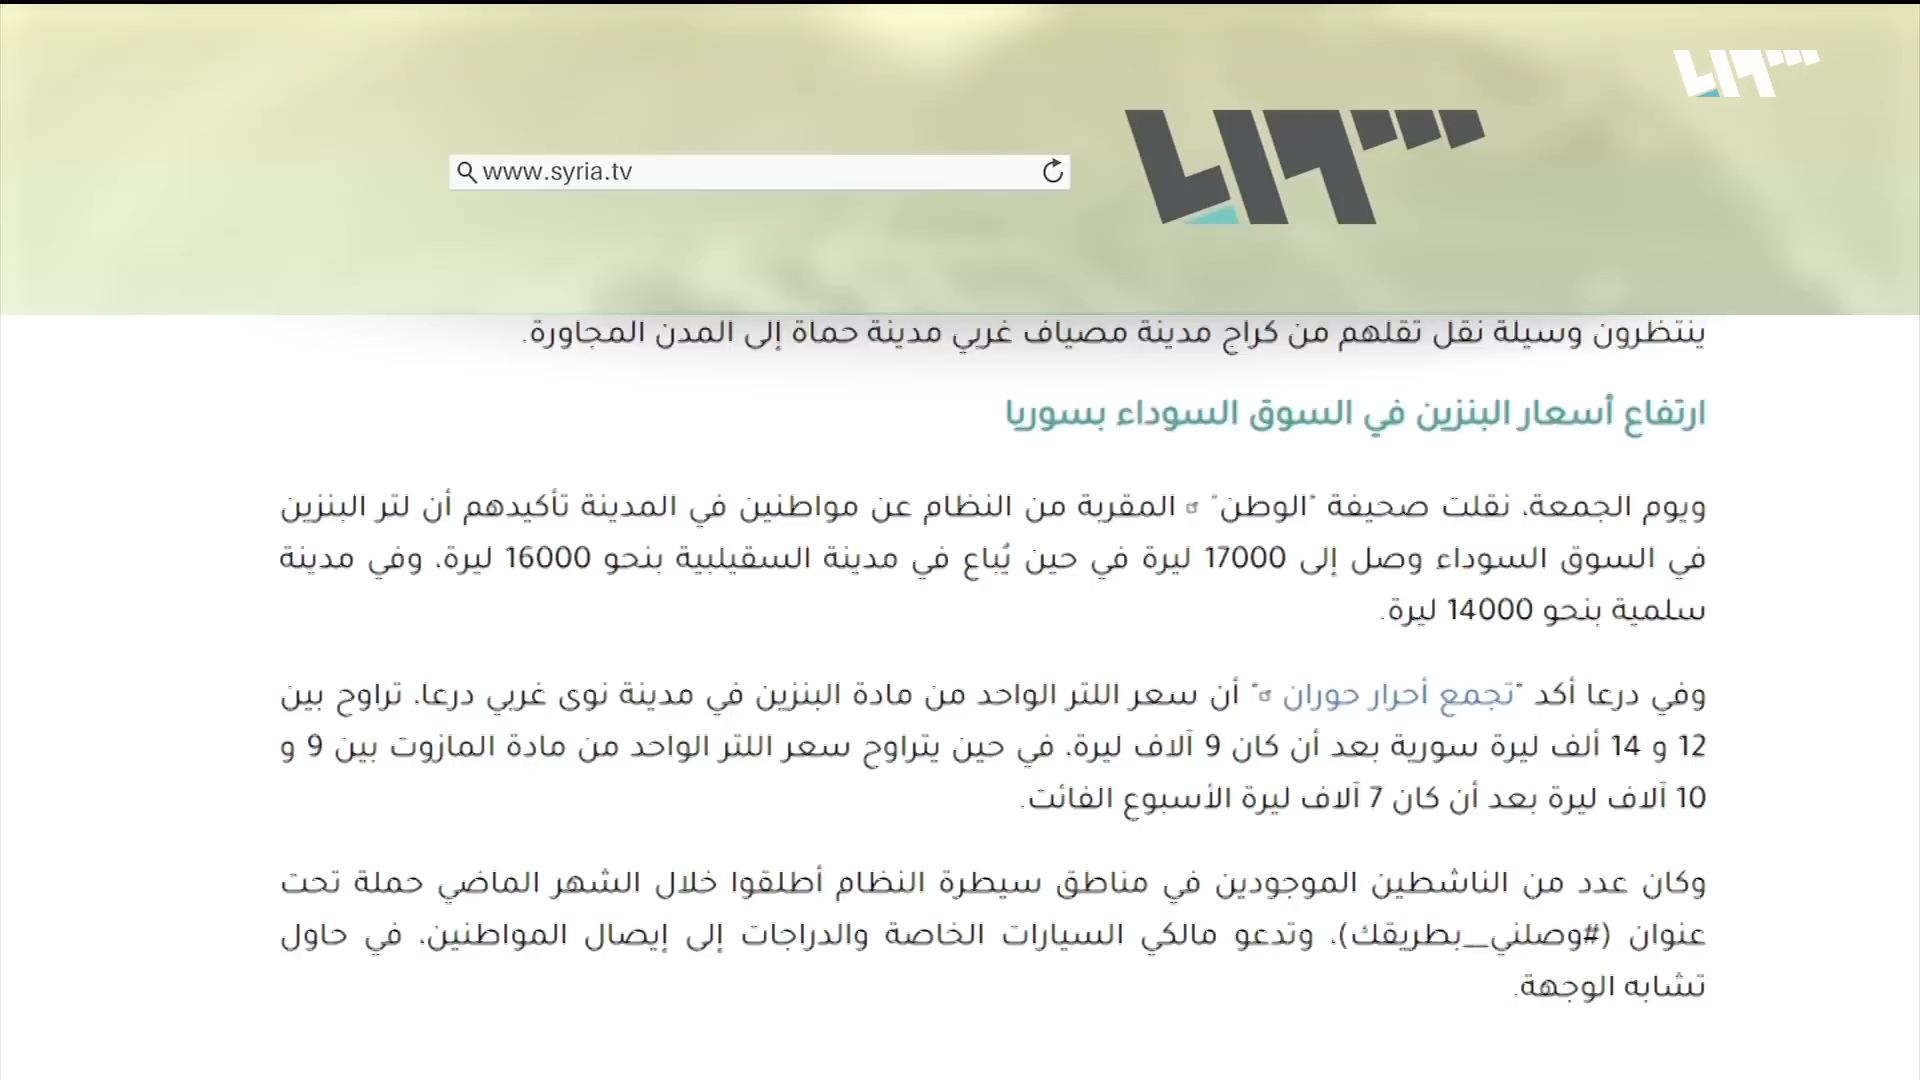 www.syria.tv
ينتظرون وسيلة نقل تقلهم من كراج مدينة مصياف غربي مدينة حماة إلى المدن المجاورة.
ارتفاع أسعار البنزين في السوق السوداء بسوريا
ويوم الجمعة، نقلت صحيفة "الوطن" المقربة من النظام عن مواطنين في المدينة تأكيدهم أن لتر البنزين
في السوق السوداء وصل إلى 17000 ليرة في حين يُباع في مدينة السقيلبية بنحو 16000 ليرة، وفي مدينة
سلمية بنحو 14000 ليرة.
وفي درعا أكد "تجمع أحرار حوران" أن سعر اللتر الواحد من مادة البنزين في مدينة نوى غربي درعا، تراوح بين
12 و 14 ألف ليرة سورية بعد أن كان 9 آلاف ليرة، في حين يتراوح سعر اللتر الواحد من مادة المازوت بين 9 و
10 آلاف ليرة بعد أن كان 7 آلاف ليرة الأسبوع الفائت.
وكان عدد من الناشطين الموجودين في مناطق سيطرة النظام أطلقوا خلال الشهر الماضي حملة تحت
عنوان (#وصلني__بطريقك)، وتدعو مالكي السيارات الخاصة والدراجات إلى إيصال المواطنين، في حاول
تشابه الوجهة.